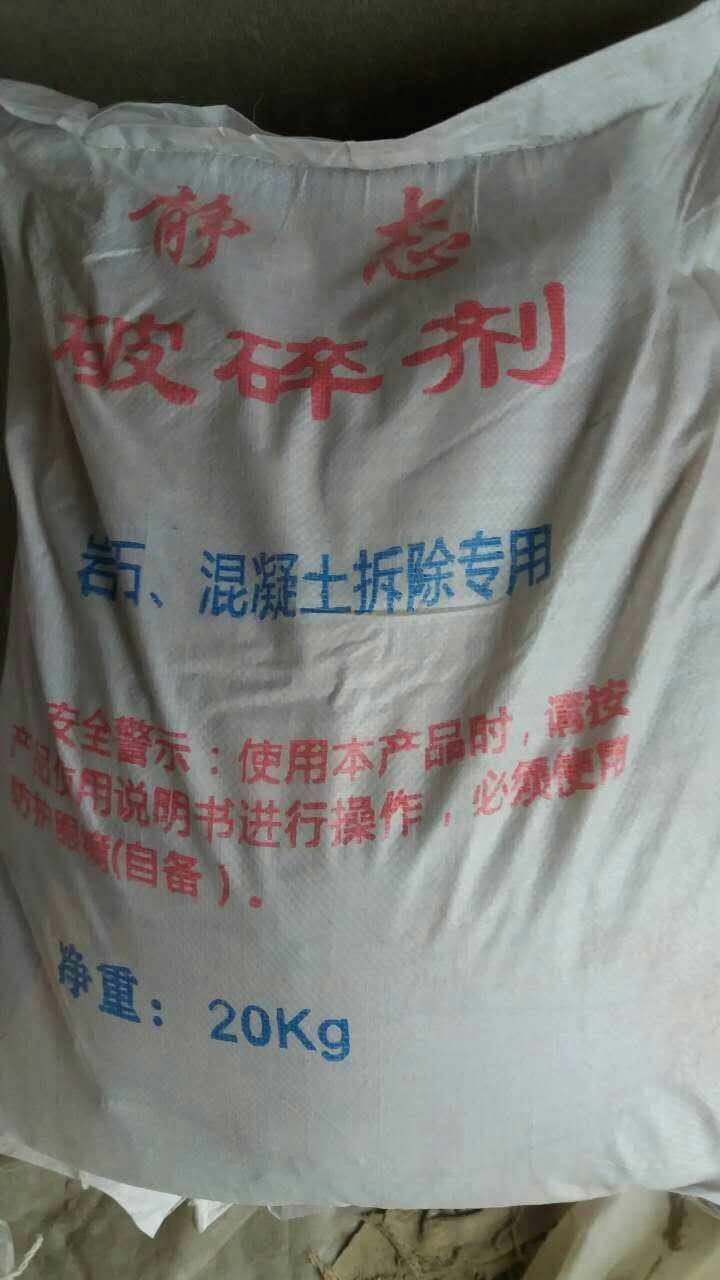 静态
破碎剂
岩石、混凝土拆除专用
安全警示：使用本产品时，请按
产品使用说明书进行操作，必须使用
防护眼镜(自备）。
净重：20Kg